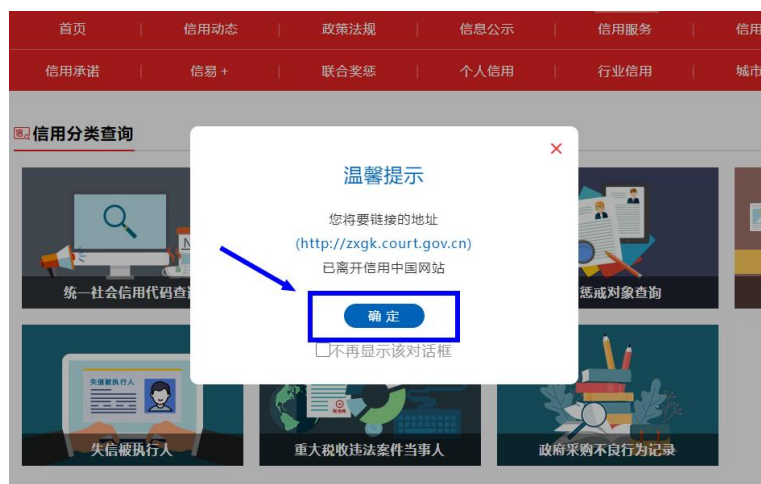 首页
信用动态
政策法规
信息公示
信用服务
信用
信用承诺
信易+
联合奖惩
个人信用
行业信用
城市
信用分类查询
温馨提示
您将要链接的地址
(http://zxgk.court.gov.cn)
已离开信用中国网站
确定
不再显示该对话框
统一社会信用代码查
惩戒对象查询
失信被执行人
失信被执行人
重大税收违法案件当事人
政府采购不良行为记录